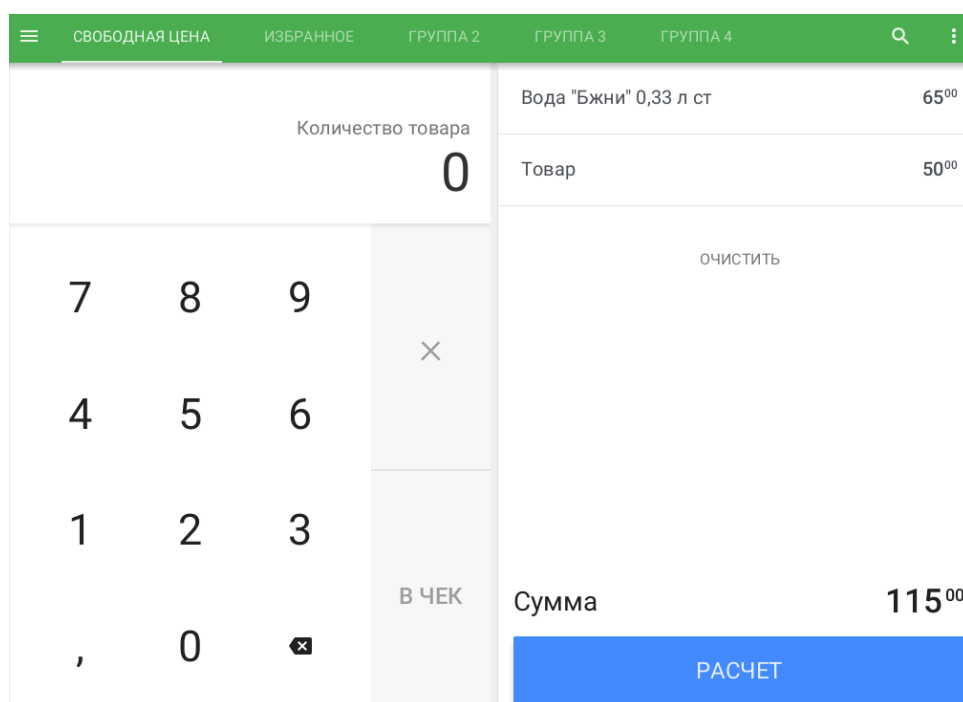 СВОБОДНАЯ ЦЕНА ИЗБРАННОЕ ГРУППА 2 ГРУППА 3 ГРУППА 4
Количество товара
0
7 8 9
4 5 6
1 2 3
, 0
В ЧЕК
Вода "Бжни" 0,33 л ст 65⁰⁰
Товар 50⁰⁰
ОЧИСТИТЬ
Сумма 115⁰⁰
РАСЧЕТ